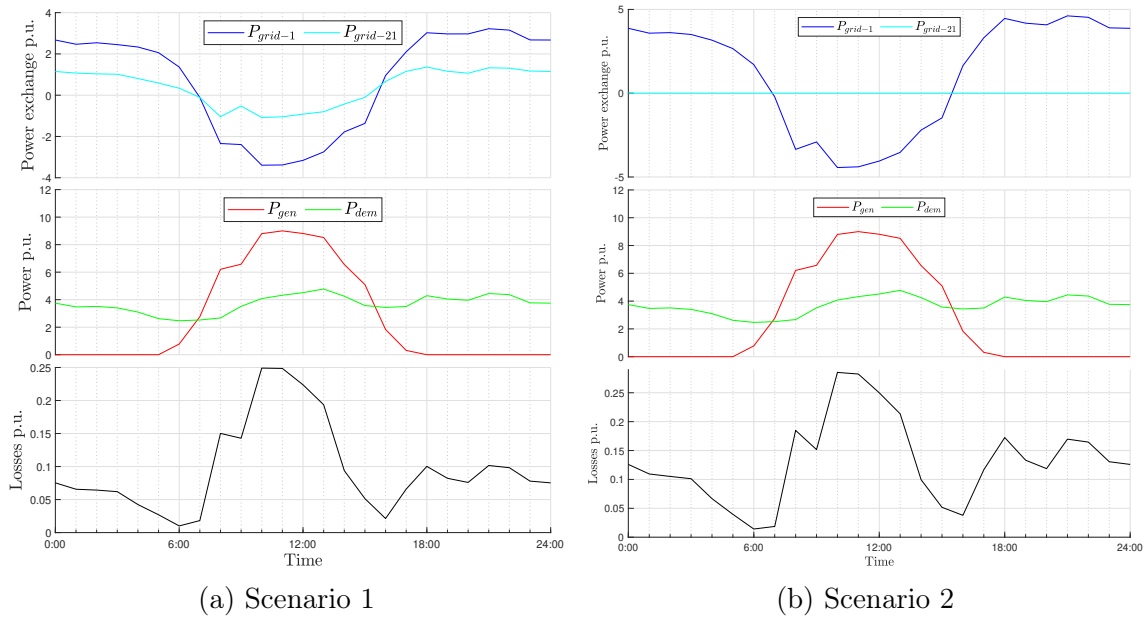 4
2
0
-2
-4
Power exchange p.u.
P_grid-1 P_grid-21
12
10
8
6
4
2
0
Power p.u.
P_gen P_dem
0.25
0.2
0.15
0.1
0.05
0
Losses p.u.
0:00 6:00 12:00 18:00 24:00
Time
(a) Scenario 1
5
0
-5
Power exchange p.u.
P_grid-1 P_grid-21
12
10
8
6
4
2
0
Power p.u.
P_gen P_dem
0.25
0.2
0.15
0.1
0.05
0
Losses p.u.
0:00 6:00 12:00 18:00 24:00
Time
(b) Scenario 2